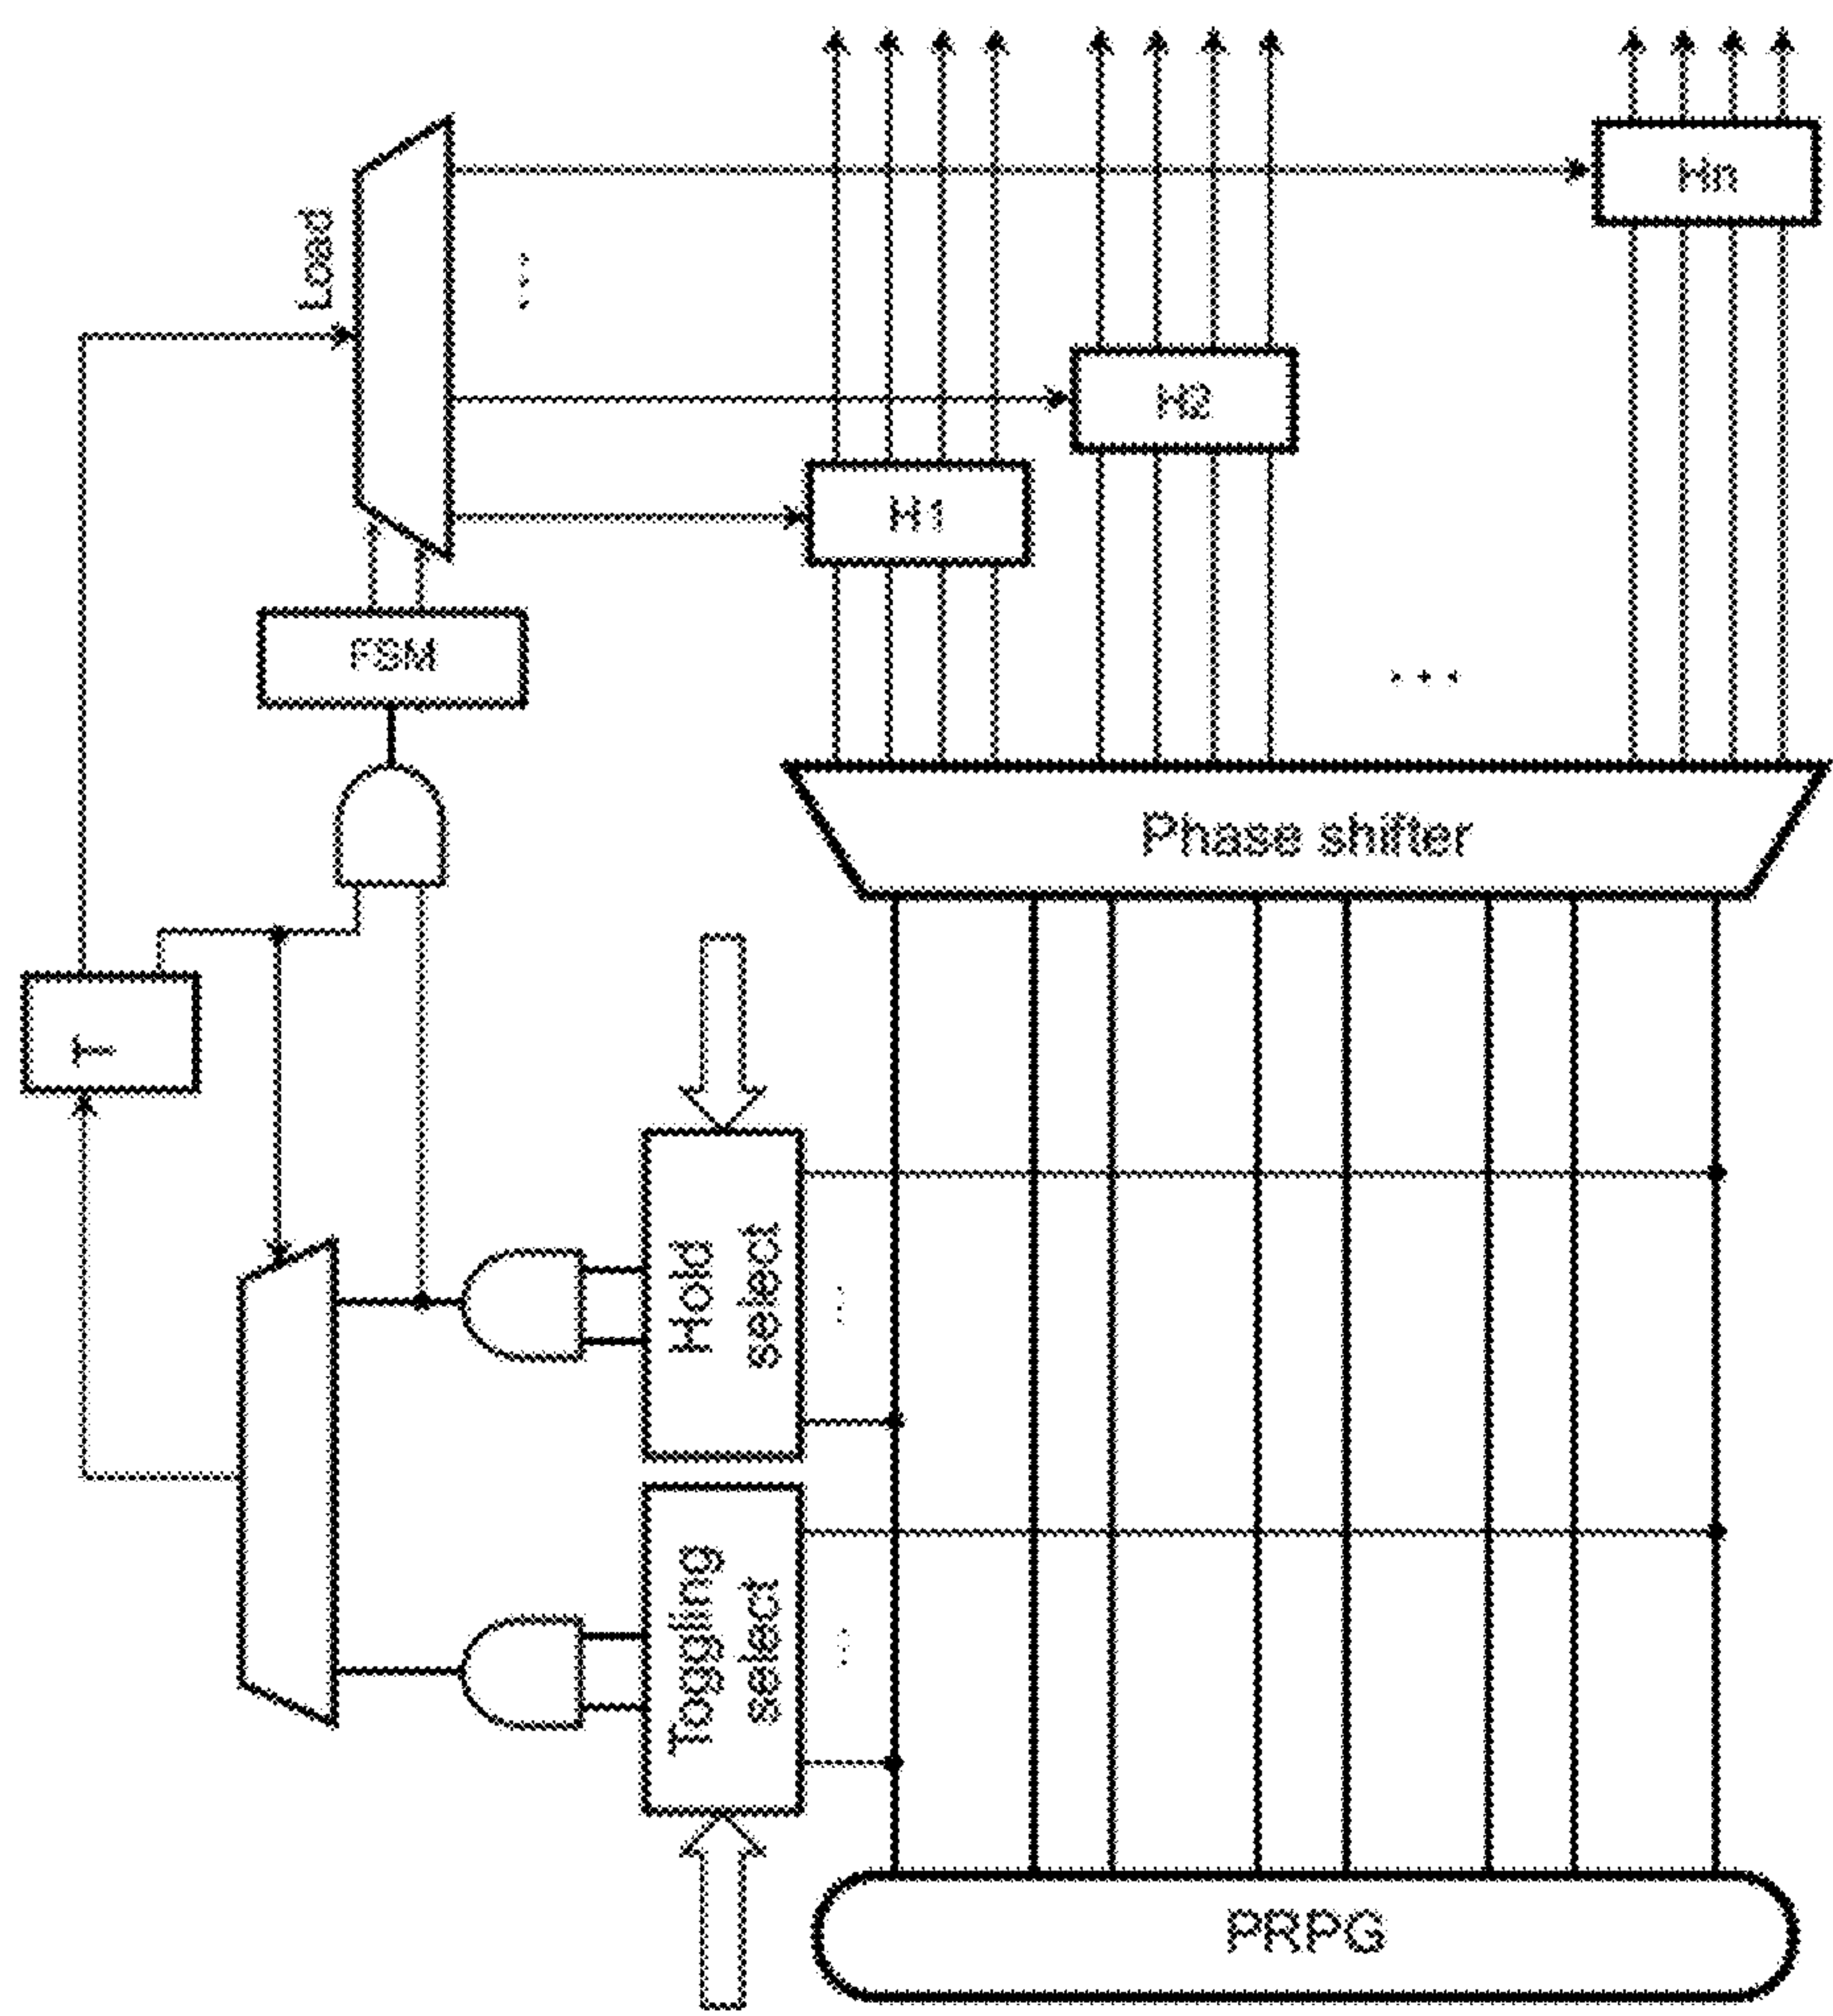 Load
Hn
H2
H1
FSM
Phase shifter
T
Hold
select
Toggling
select
PRPG